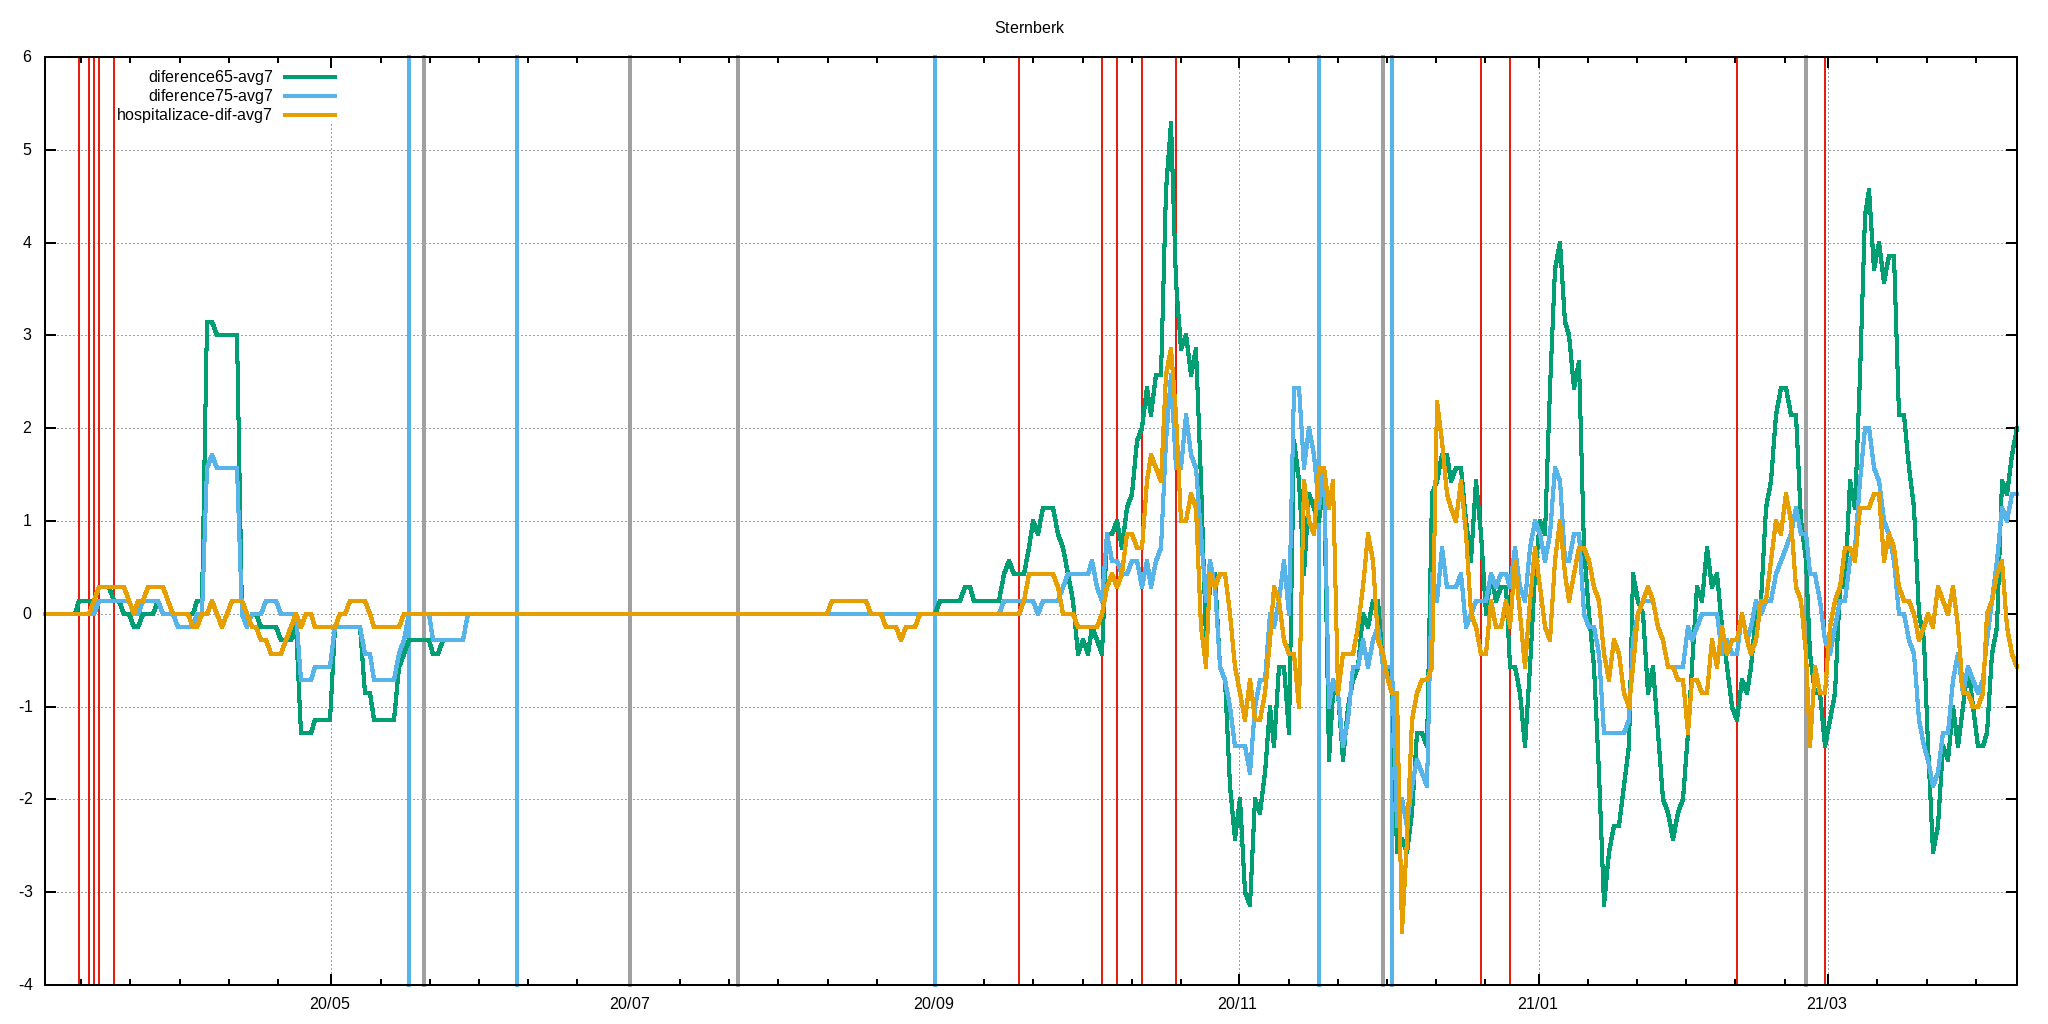 Sternberk
diference65-avg7
diference75-avg7
hospitalizace-dif-avg7
6
5
4
3
2
1
0
-1
-2
-3
-4
20/05 20/07 20/09 20/11 21/01 21/03